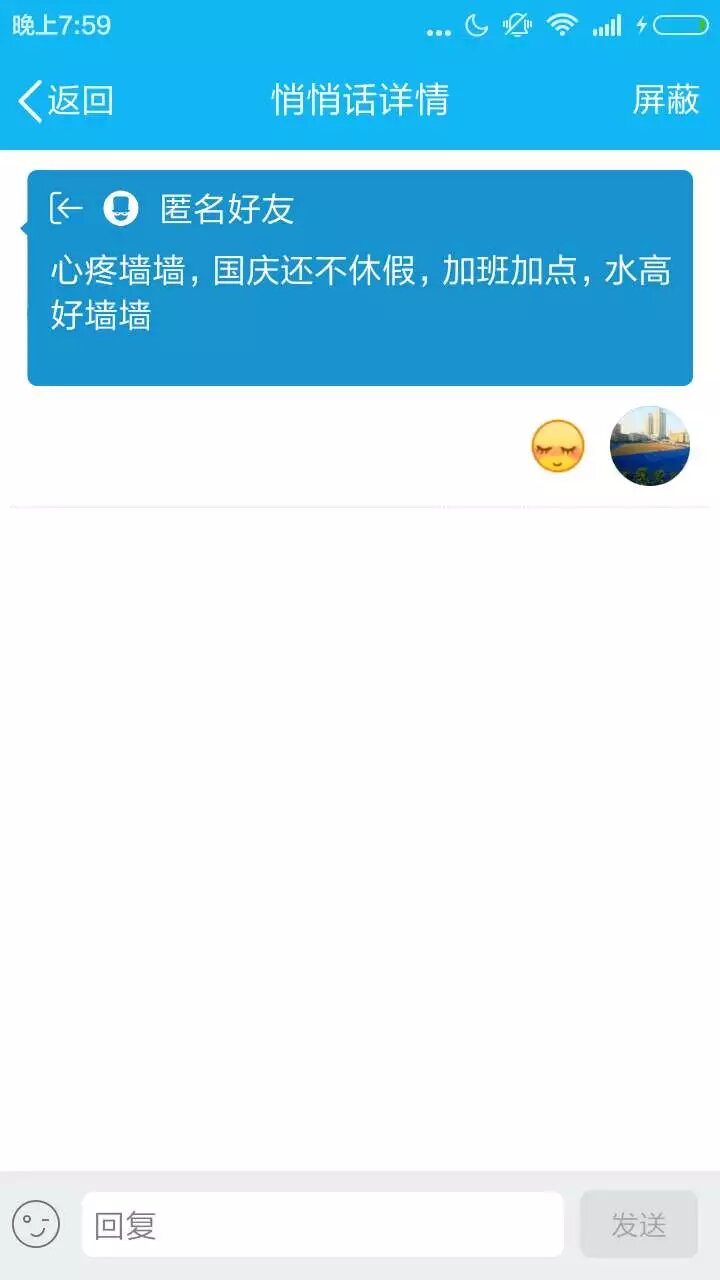 晚上7:59
返回
悄悄话详情
屏蔽
匿名好友
心疼墙墙，国庆还不休假，加班加点，水高
好墙墙
回复
发送